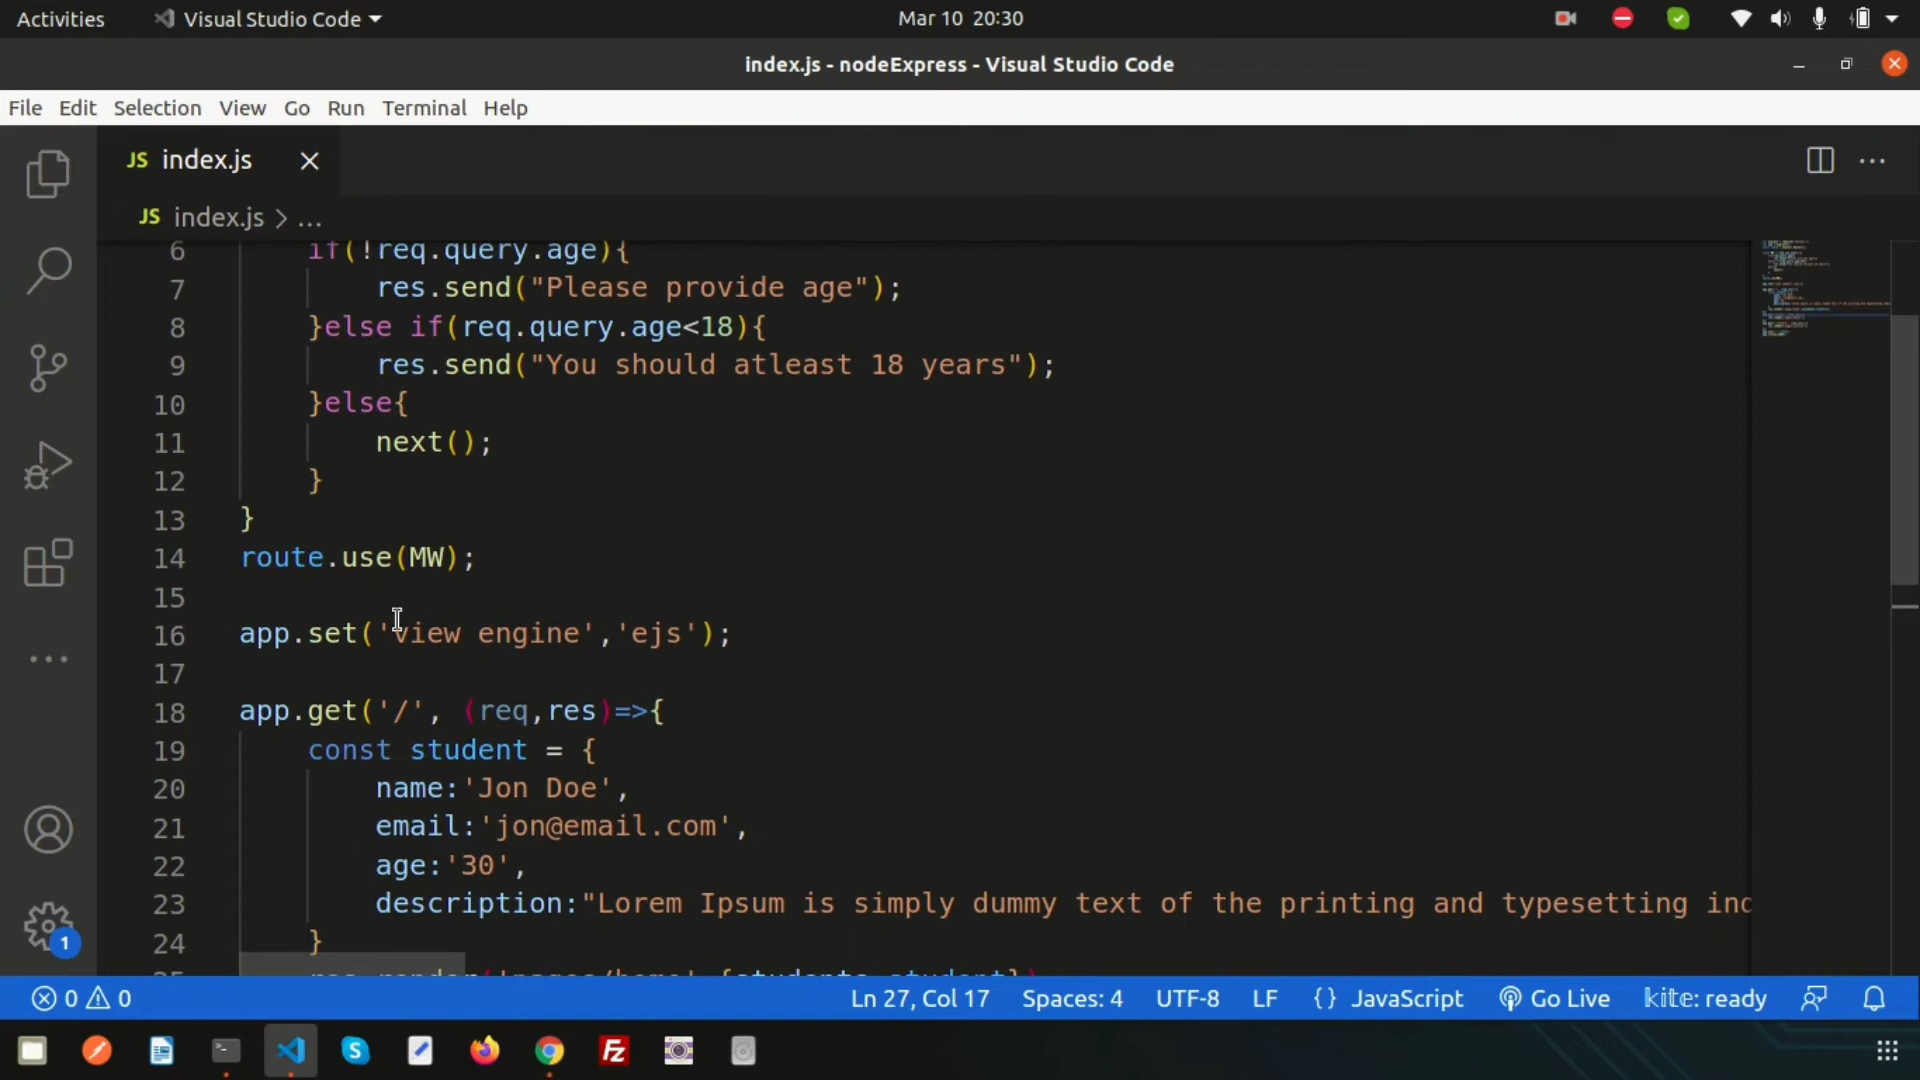 Activities
Visual Studio Code
Mar 10 20:30
index.js - nodeExpress - Visual Studio Code
File Edit Selection View Go Run Terminal Help
JS index.js
JS index.js > ...
6 if(!req.query.age){
7 res.send("Please provide age");
8 }else if(req.query.age<18){
9 res.send("You should atleast 18 years");
10 }else{
11 next();
12 }
13 }
14 route.use(MW);
15
16 app.set('view engine','ejs');
17
18 app.get('/', (req,res)=>{
19 const student = {
20 name:'Jon Doe',
21 email:'jon@email.com',
22 age:'30',
23 description:"Lorem Ipsum is simply dummy text of the printing and typesetting
24 }
0 0 Ln 27, Col 17 Spaces: 4 UTF-8 LF {} JavaScript Go Live kite: ready
1